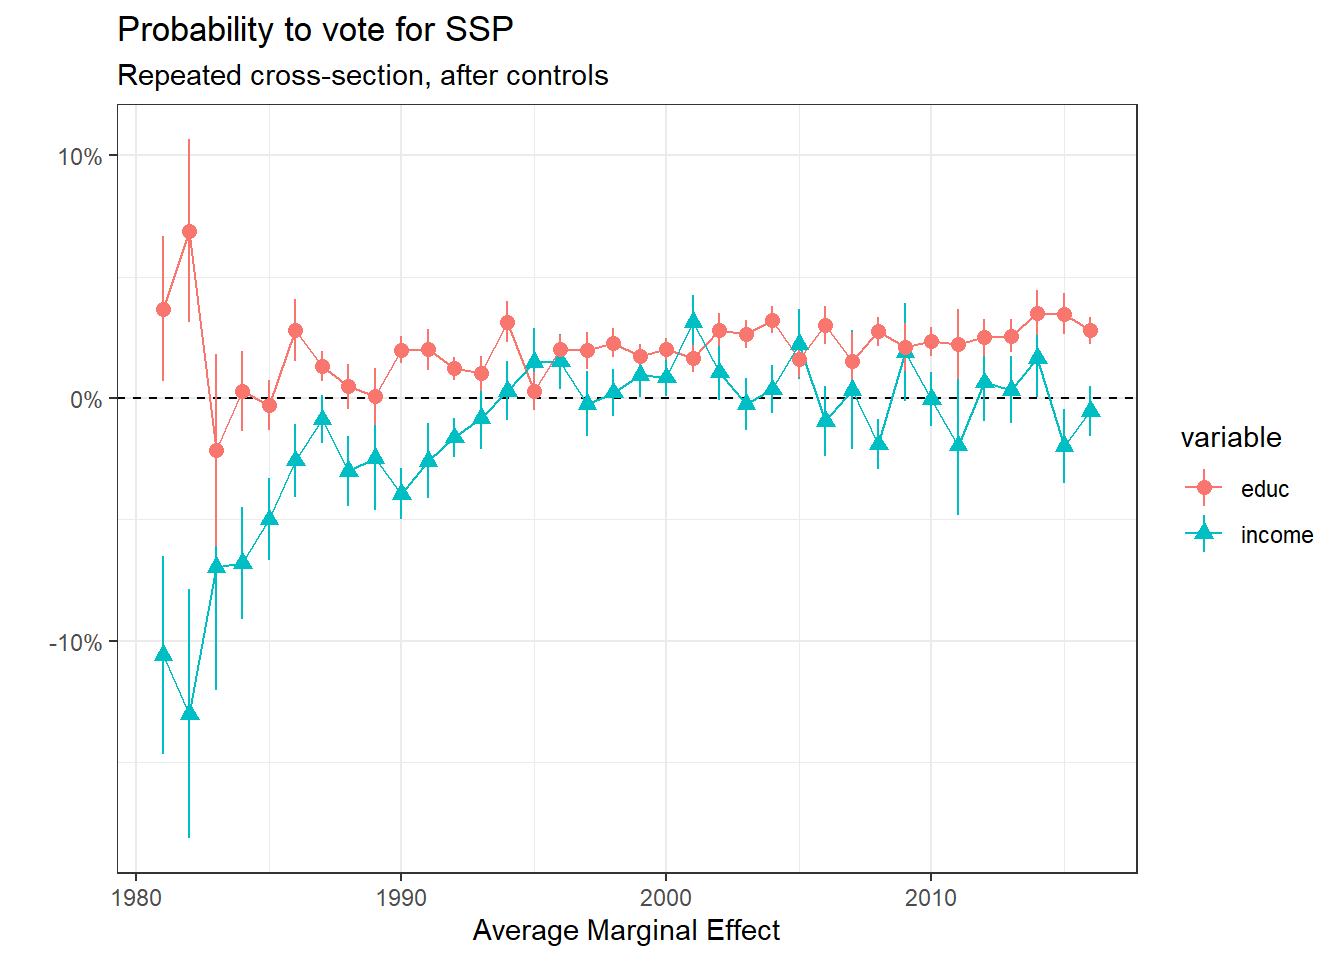 Probability to vote for SSP
Repeated cross-section, after controls
10%
0%
-10%
1980
1990
2000
2010
Average Marginal Effect
variable
educ
income